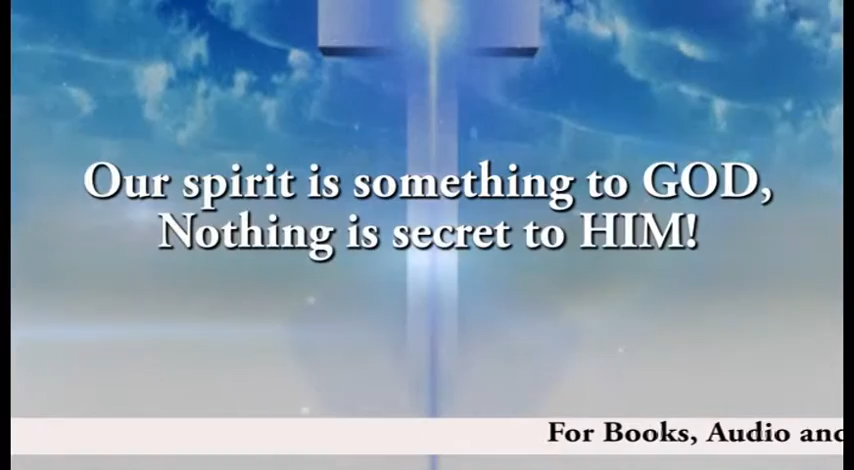 Our spirit is something to GOD,
Nothing is secret to HIM!
For Books, Audio and